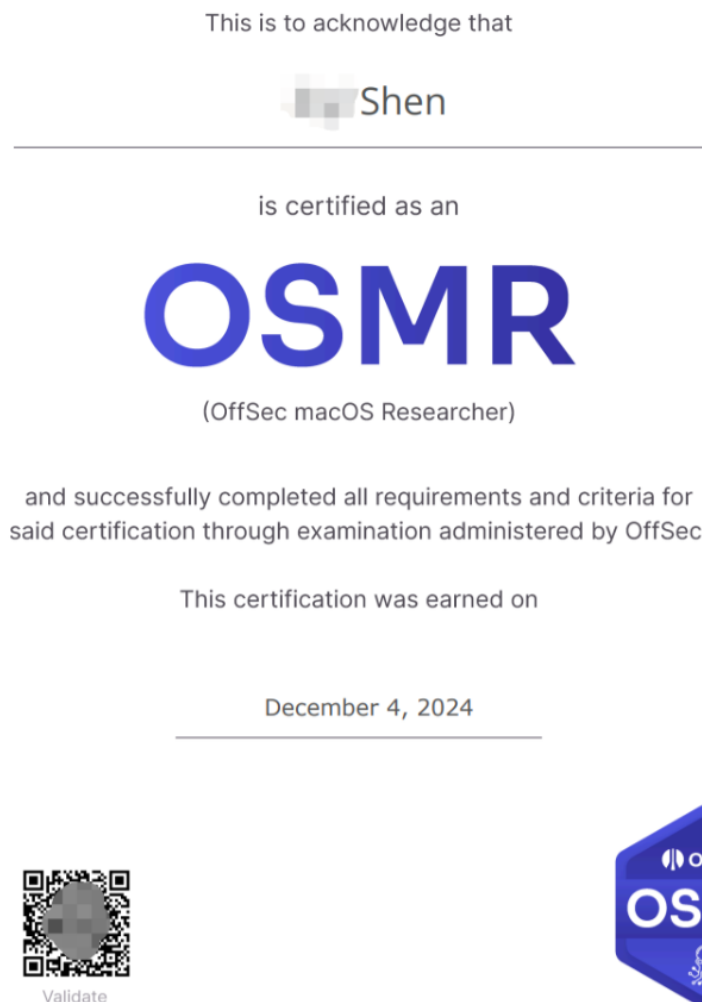 This is to acknowledge that
Shen
is certified as an
OSMR
(OffSec macOS Researcher)
and successfully completed all requirements and criteria for
said certification through examination administered by OffSec
This certification was earned on
December 4, 2024
Validate